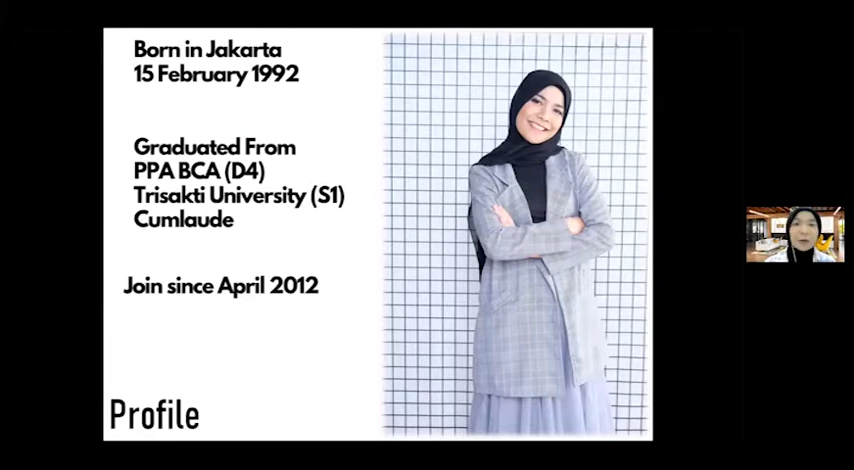 Born in Jakarta
15 February 1992
Graduated From
PPA BCA (D4)
Trisakti University (S1)
Cumlaude
Join since April 2012
Profile